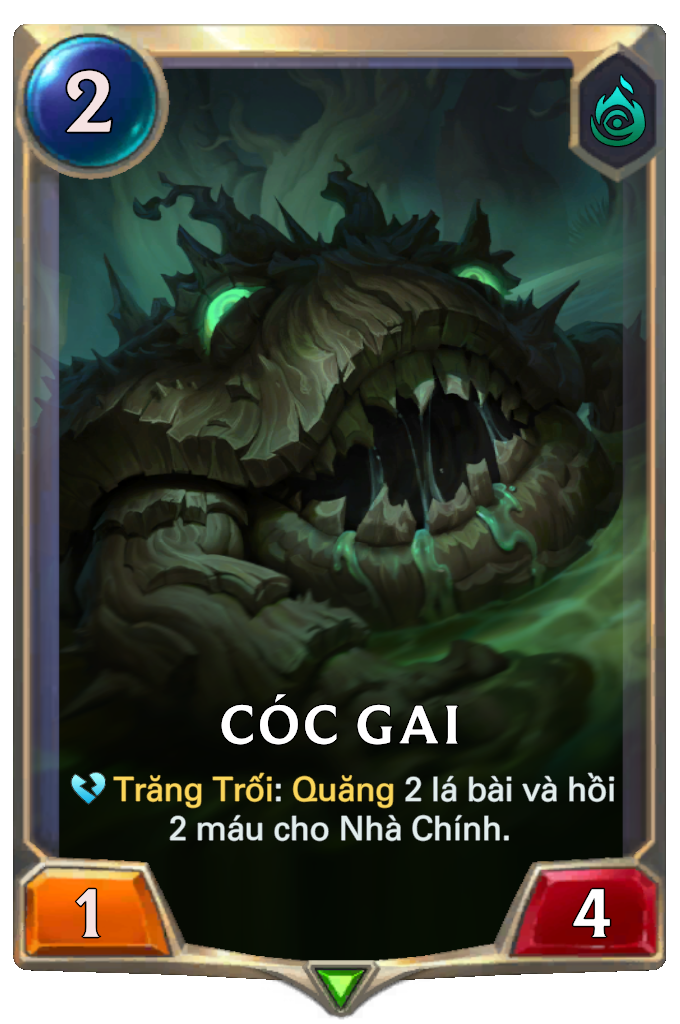 2
CÓC GAI
Trăng Trối: Quăng 2 lá bài và hồi
2 máu cho Nhà Chính.
1
4